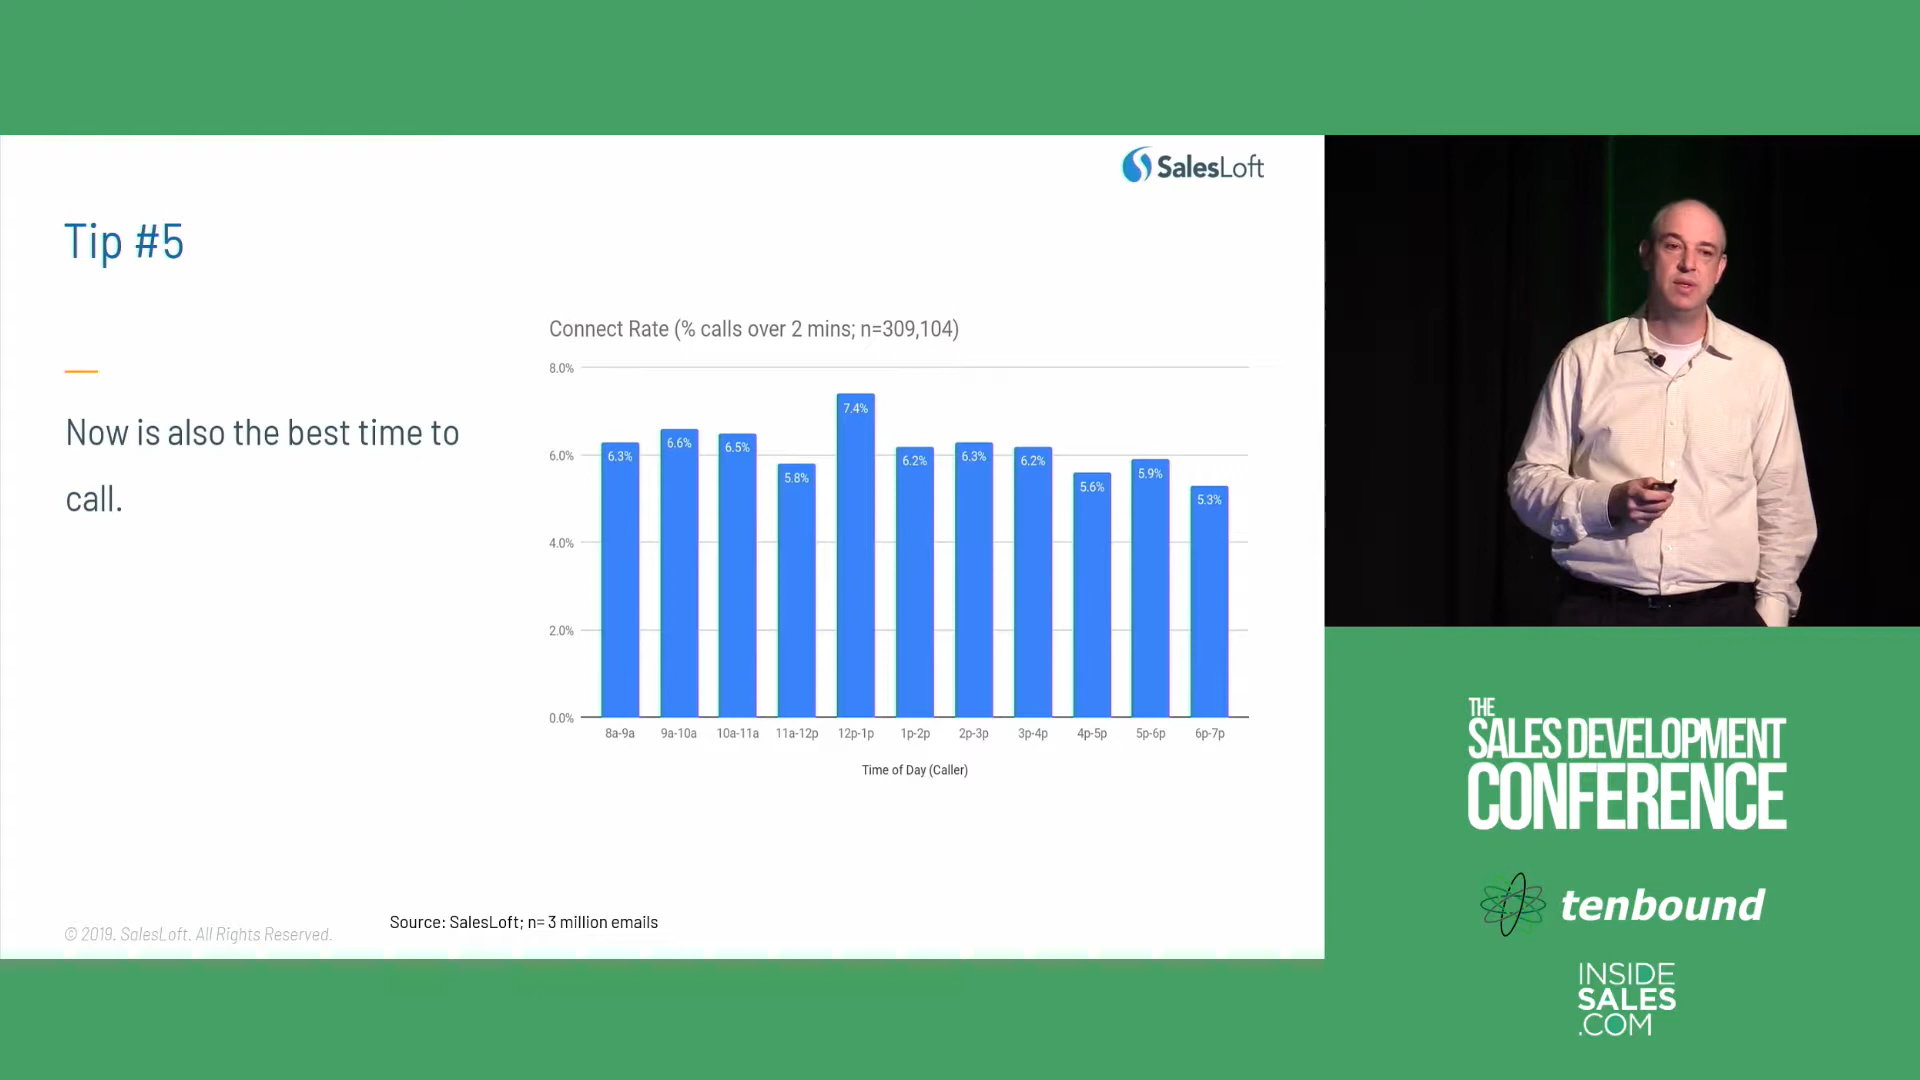 SalesLoft
Tip #5
Now is also the best time to
call.
Connect Rate (% calls over 2 mins; n=309,104)
8.0%
6.0%
4.0%
2.0%
0.0%
6.3%
6.6%
6.5%
5.8%
7.4%
6.2%
6.3%
6.2%
5.6%
5.9%
5.3%
8a-9a
9a-10a
10a-11a
11a-12p
12p-1p
1p-2p
2p-3p
3p-4p
4p-5p
5p-6p
6p-7p
Time of Day (Caller)
Source: SalesLoft; n= 3 million emails
© 2019. SalesLoft. All Rights Reserved.
THE
SALES DEVELOPMENT
CONFERENCE
tenbound
INSIDE
SALES
.COM